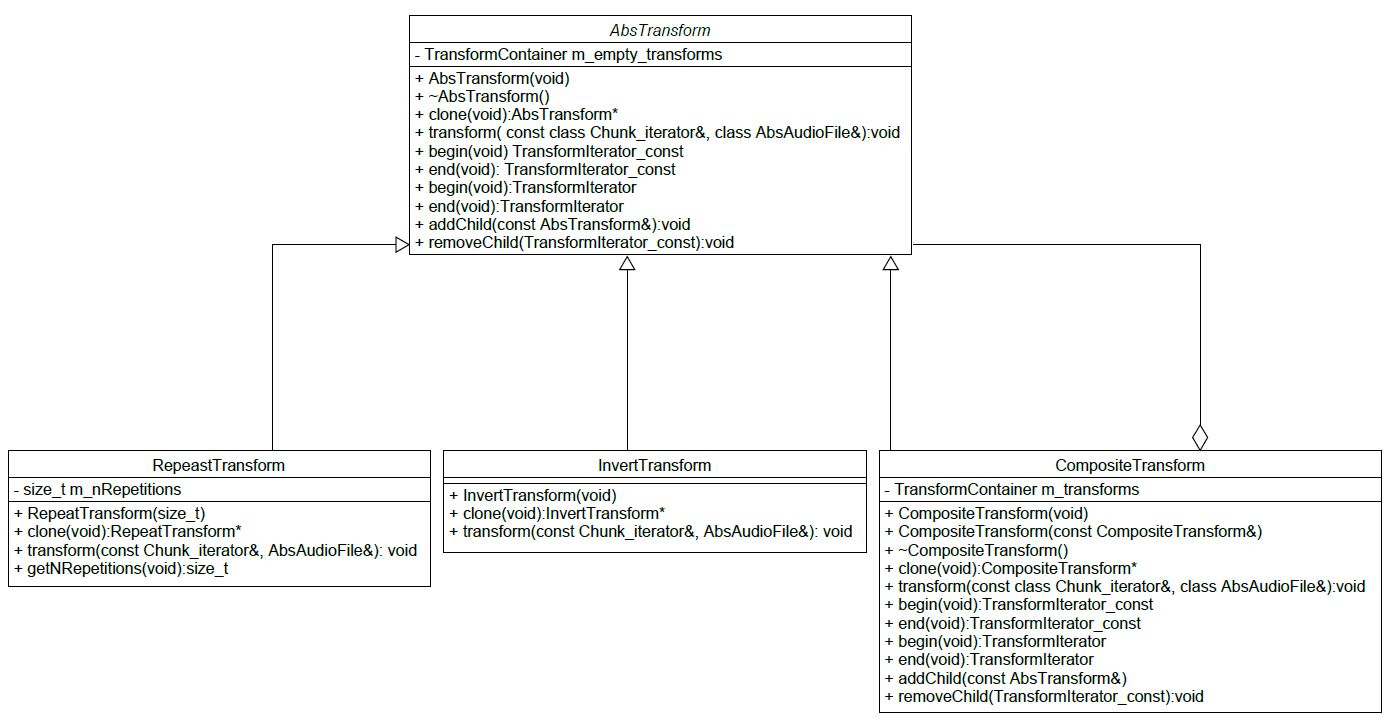 AbsTransform
- TransformContainer m_empty_transforms
+ AbsTransform(void)
+ ~AbsTransform()
+ clone(void):AbsTransform*
+ transform( const class Chunk_iterator&, class AbsAudioFile&):void
+ begin(void) TransformIterator_const
+ end(void): TransformIterator_const
+ begin(void):TransformIterator
+ end(void):TransformIterator
+ addChild(const AbsTransform&):void
+ removeChild(TransformIterator_const):void
RepeastTransform
- size_t m_nRepetitions
+ RepeatTransform(size_t)
+ clone(void):RepeatTransform*
+ transform(const Chunk_iterator&, AbsAudioFile&): void
+ getNRepetitions(void):size_t
InvertTransform
+ InvertTransform(void)
+ clone(void):InvertTransform*
+ transform(const Chunk_iterator&, AbsAudioFile&): void
CompositeTransform
- TransformContainer m_transforms
+ CompositeTransform(void)
+ CompositeTransform(const CompositeTransform&)
+ ~CompositeTransform()
+ clone(void):CompositeTransform*
+ transform(const class Chunk_iterator&, class AbsAudioFile&):void
+ begin(void):TransformIterator_const
+ end(void):TransformIterator_const
+ begin(void):TransformIterator
+ end(void):TransformIterator
+ addChild(const AbsTransform&)
+ removeChild(TransformIterator_const):void